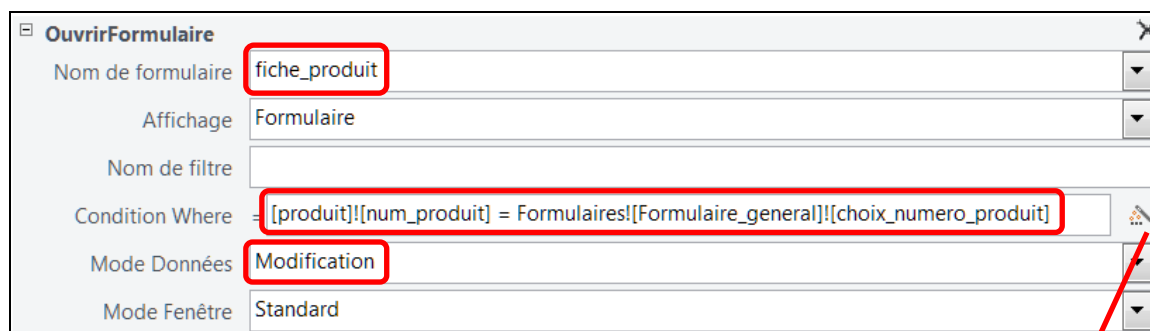 OuvrirFormulaire
Nom de formulaire fiche_produit
Affichage Formulaire
Nom de filtre
Condition Where = [produit]![num_produit] = Formulaires![Formulaire_general]![choix_numero_produit]
Mode Données Modification
Mode Fenêtre Standard